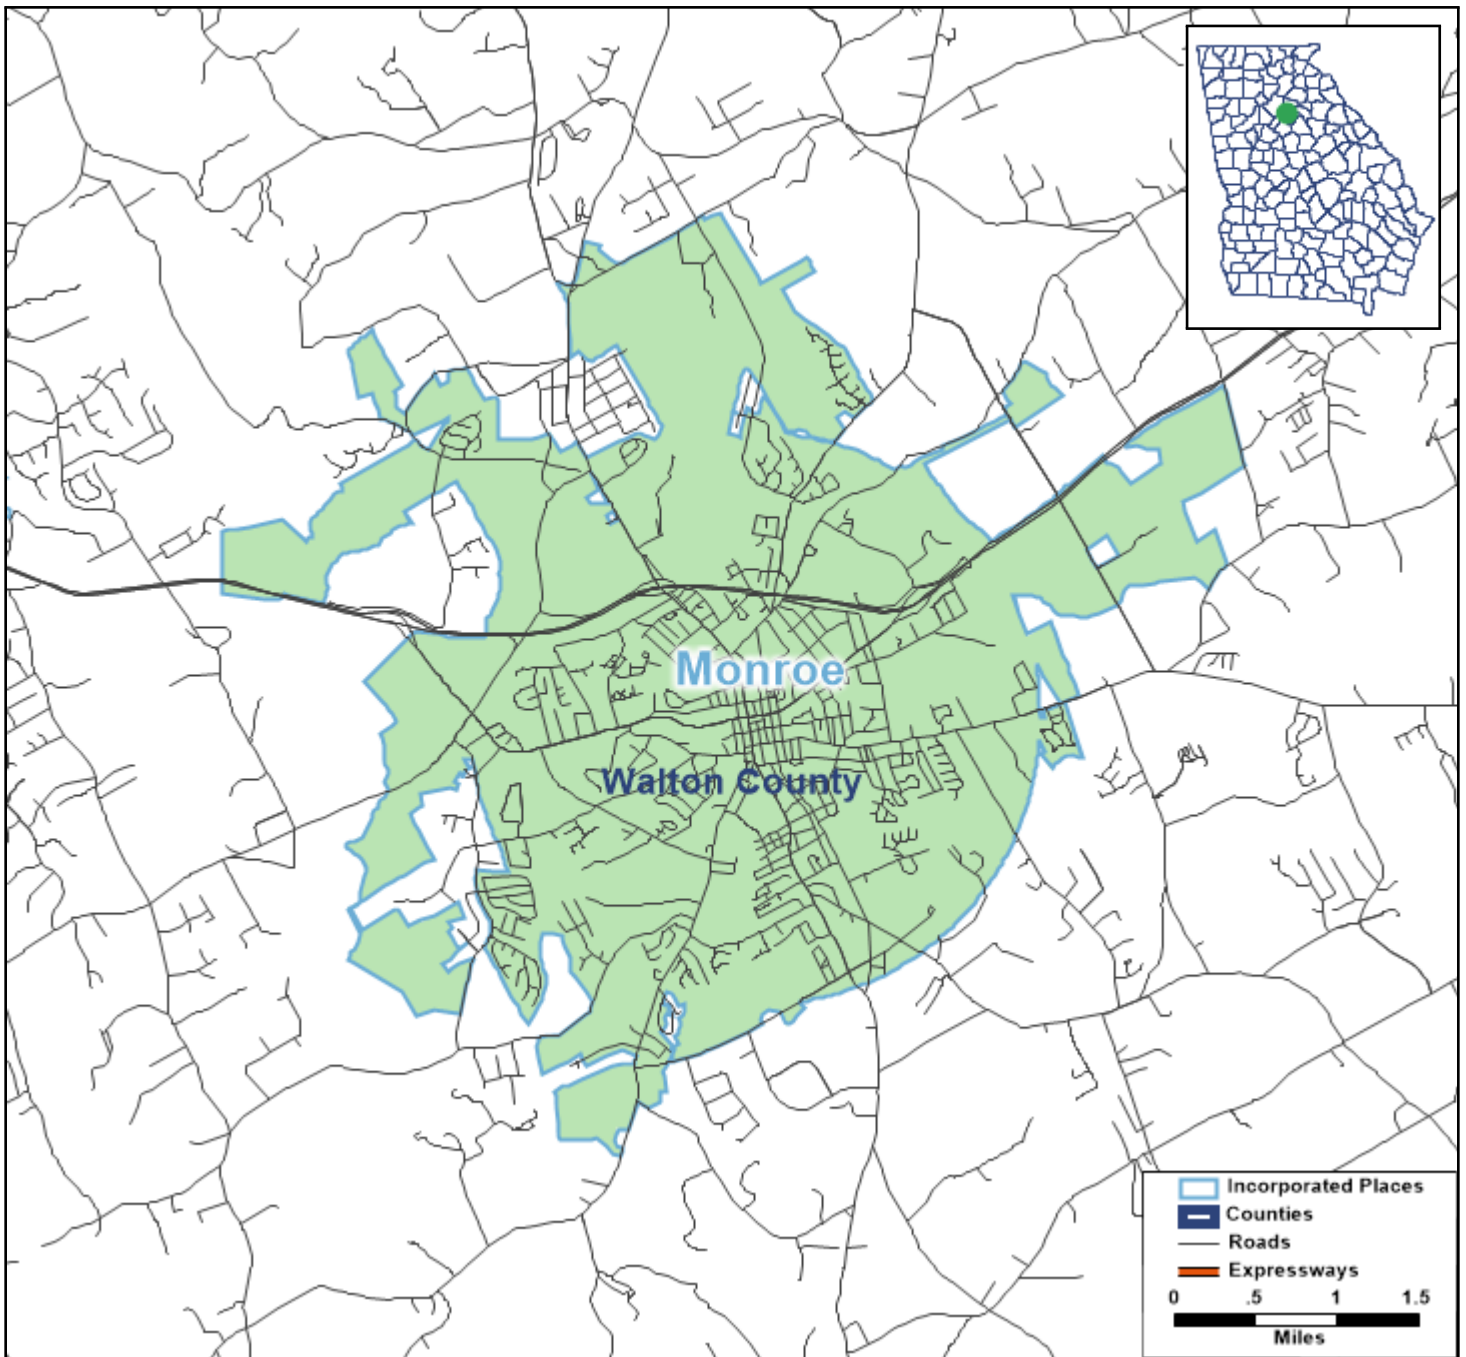 Monroe
Walton County
Incorporated Places
Counties
Roads
Expressways
0 .5 1 1.5
Miles